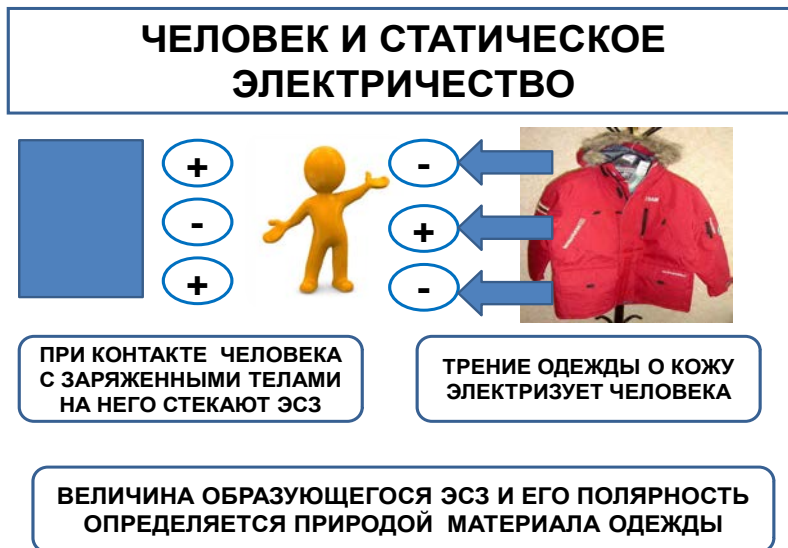 ЧЕЛОВЕК И СТАТИЧЕСКОЕ
ЭЛЕКТРИЧЕСТВО
+
-
+
-
+
-
ПРИ КОНТАКТЕ ЧЕЛОВЕКА
С ЗАРЯЖЕННЫМИ ТЕЛАМИ
НА НЕГО СТЕКАЮТ ЭСЗ
ТРЕНИЕ ОДЕЖДЫ О КОЖУ
ЭЛЕКТРИЗУЕТ ЧЕЛОВЕКА
ВЕЛИЧИНА ОБРАЗУЮЩЕГОСЯ ЭСЗ И ЕГО ПОЛЯРНОСТЬ
ОПРЕДЕЛЯЕТСЯ ПРИРОДОЙ МАТЕРИАЛА ОДЕЖДЫ